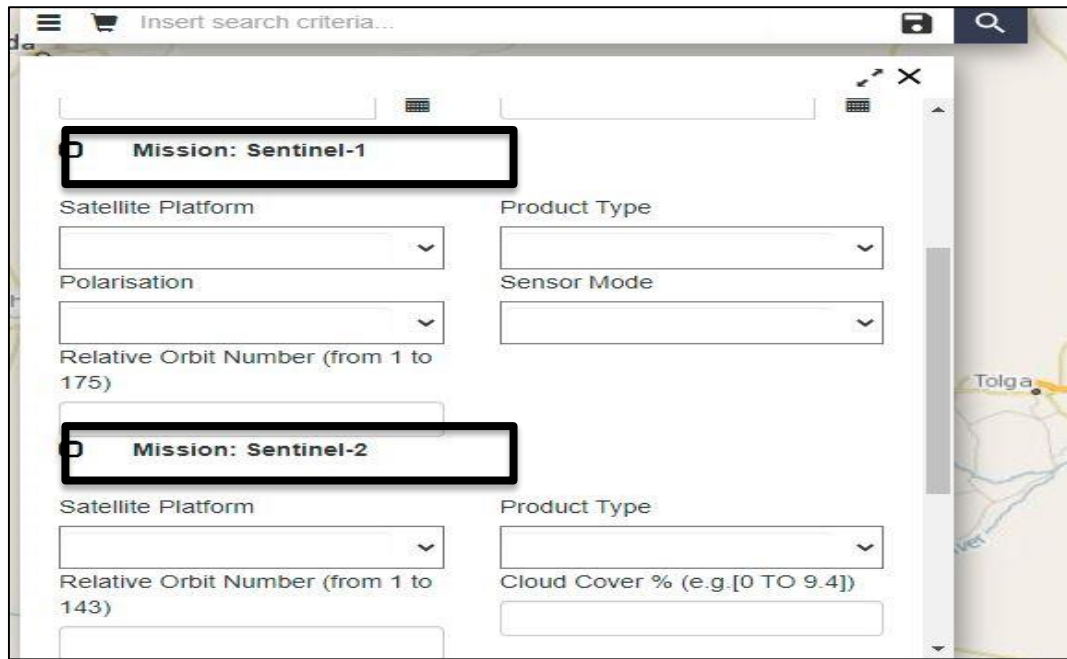 Insert search criteria...
da
Mission: Sentinel-1
Satellite Platform
Product Type
Polarisation
Sensor Mode
Relative Orbit Number (from 1 to
175)
Tolga
Mission: Sentinel-2
Satellite Platform
Product Type
Relative Orbit Number (from 1 to
143)
Cloud Cover % (e.g.[0 TO 9.4])